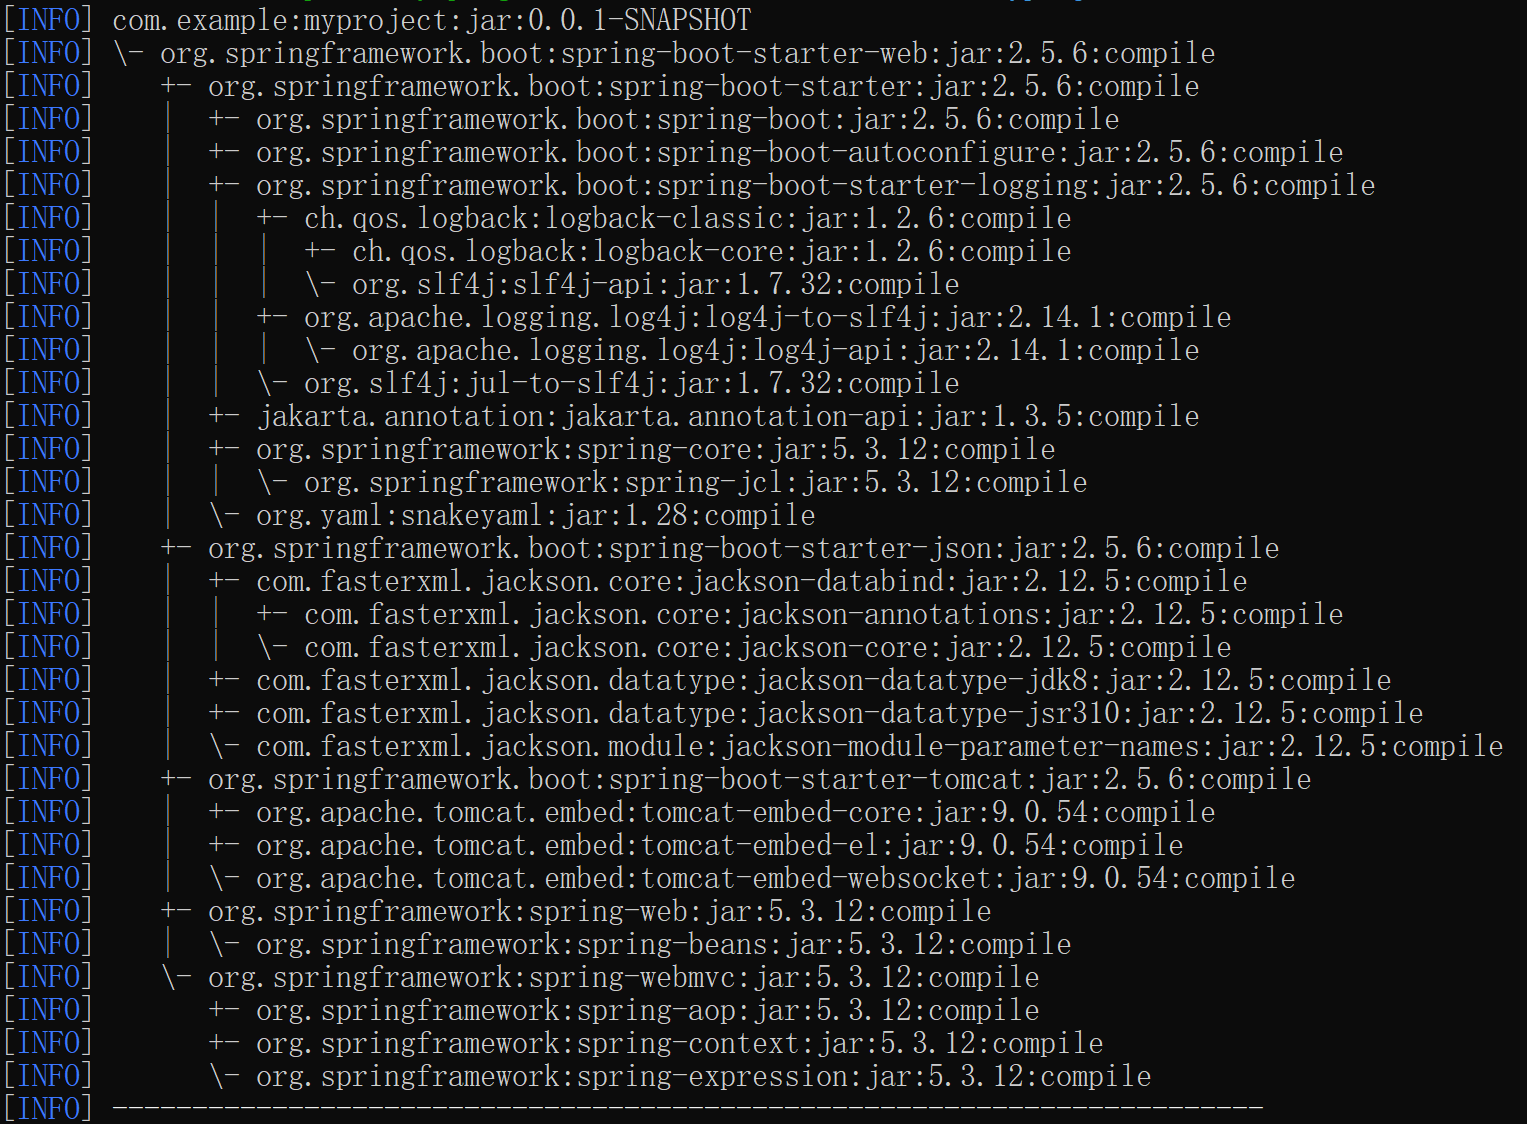 [INFO] com.example:myproject:jar:0.0.1-SNAPSHOT
[INFO] \- org.springframework.boot:spring-boot-starter-web:jar:2.5.6:compile
[INFO]    +- org.springframework.boot:spring-boot-starter:jar:2.5.6:compile
[INFO]    |  +- org.springframework.boot:spring-boot:jar:2.5.6:compile
[INFO]    |  +- org.springframework.boot:spring-boot-autoconfigure:jar:2.5.6:compile
[INFO]    |  +- org.springframework.boot:spring-boot-starter-logging:jar:2.5.6:compile
[INFO]    |  |  +- ch.qos.logback:logback-classic:jar:1.2.6:compile
[INFO]    |  |  |  +- ch.qos.logback:logback-core:jar:1.2.6:compile
[INFO]    |  |  |  \- org.slf4j:slf4j-api:jar:1.7.32:compile
[INFO]    |  |  +- org.apache.logging.log4j:log4j-to-slf4j:jar:2.14.1:compile
[INFO]    |  |  |  \- org.apache.logging.log4j:log4j-api:jar:2.14.1:compile
[INFO]    |  |  \- org.slf4j:jul-to-slf4j:jar:1.7.32:compile
[INFO]    |  +- jakarta.annotation:jakarta.annotation-api:jar:1.3.5:compile
[INFO]    |  +- org.springframework:spring-core:jar:5.3.12:compile
[INFO]    |  |  \- org.springframework:spring-jcl:jar:5.3.12:compile
[INFO]    |  \- org.yaml:snakeyaml:jar:1.28:compile
[INFO]    +- org.springframework.boot:spring-boot-starter-json:jar:2.5.6:compile
[INFO]    |  +- com.fasterxml.jackson.core:jackson-databind:jar:2.12.5:compile
[INFO]    |  |  +- com.fasterxml.jackson.core:jackson-annotations:jar:2.12.5:compile
[INFO]    |  |  \- com.fasterxml.jackson.core:jackson-core:jar:2.12.5:compile
[INFO]    |  +- com.fasterxml.jackson.datatype:jackson-datatype-jdk8:jar:2.12.5:compile
[INFO]    |  +- com.fasterxml.jackson.datatype:jackson-datatype-jsr310:jar:2.12.5:compile
[INFO]    |  \- com.fasterxml.jackson.module:jackson-module-parameter-names:jar:2.12.5:compile
[INFO]    +- org.springframework.boot:spring-boot-starter-tomcat:jar:2.5.6:compile
[INFO]    |  +- org.apache.tomcat.embed:tomcat-embed-core:jar:9.0.54:compile
[INFO]    |  +- org.apache.tomcat.embed:tomcat-embed-el:jar:9.0.54:compile
[INFO]    |  \- org.apache.tomcat.embed:tomcat-embed-websocket:jar:9.0.54:compile
[INFO]    +- org.springframework:spring-web:jar:5.3.12:compile
[INFO]    |  \- org.springframework:spring-beans:jar:5.3.12:compile
[INFO]    \- org.springframework:spring-webmvc:jar:5.3.12:compile
[INFO]       +- org.springframework:spring-aop:jar:5.3.12:compile
[INFO]       +- org.springframework:spring-context:jar:5.3.12:compile
[INFO]       \- org.springframework:spring-expression:jar:5.3.12:compile
[INFO] ------------------------------------------------------------------------